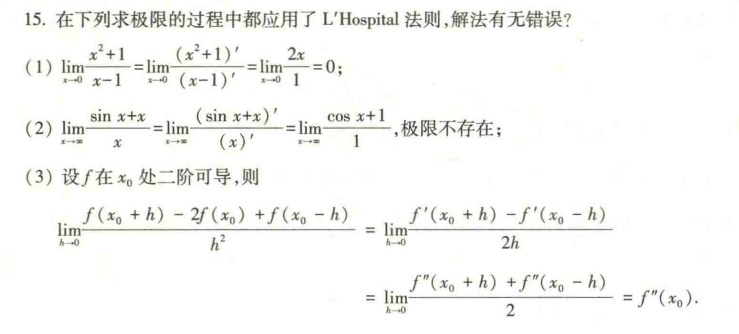 15. 在下列求极限的过程中都应用了 L'Hospital 法则,解法有无错误?
(1) lim_{x→0} (x²+1)/(x-1) = lim_{x→0} (x²+1)'/(x-1)' = lim_{x→0} 2x/1 = 0;
(2) lim_{x→∞} (sin x+x)/x = lim_{x→∞} (sin x+x)'/(x)' = lim_{x→∞} (cos x+1)/1 ,极限不存在;
(3) 设 f 在 x₀ 处二阶可导,则
lim_{h→0} (f(x₀ + h) - 2f(x₀) + f(x₀ - h))/h² = lim_{h→0} (f'(x₀ + h) - f'(x₀ - h))/2h
= lim_{h→0} (f"(x₀ + h) + f"(x₀ - h))/2 = f"(x₀).